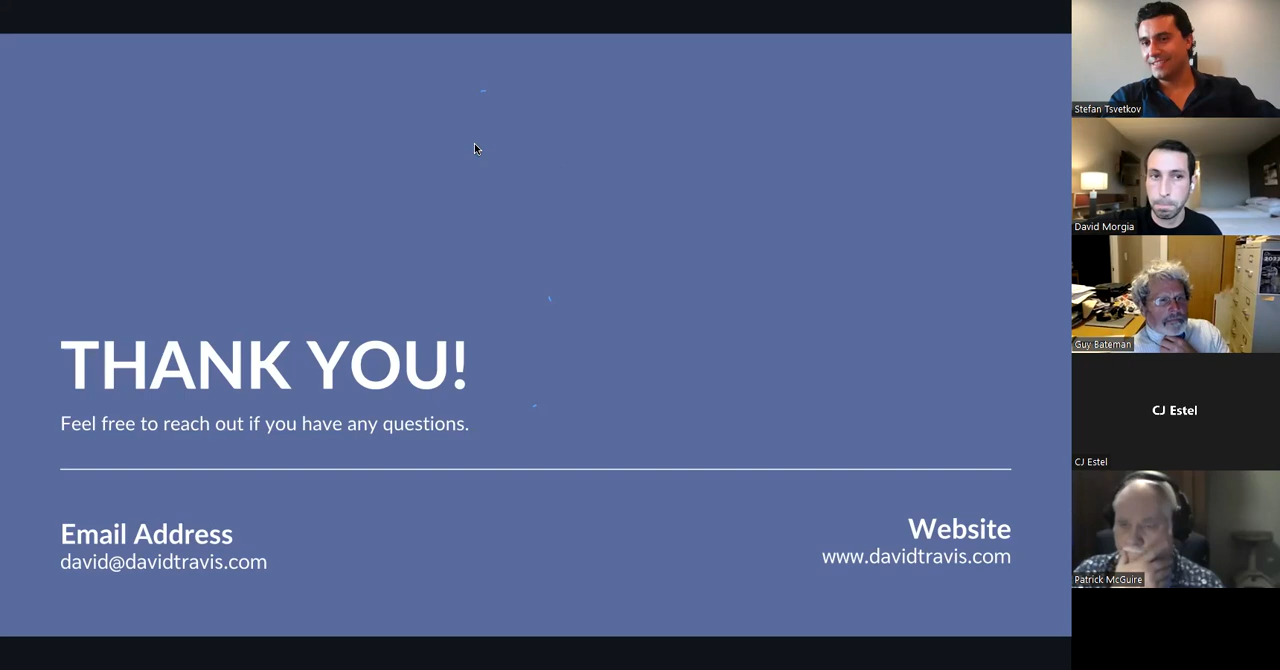 THANK YOU!
Feel free to reach out if you have any questions.
Email Address
david@davidtravis.com
Website
www.davidtravis.com
Stefan Tsvetkov
David Morgia
Guy Bateman
CJ Estel
CJ Estel
Patrick McGuire